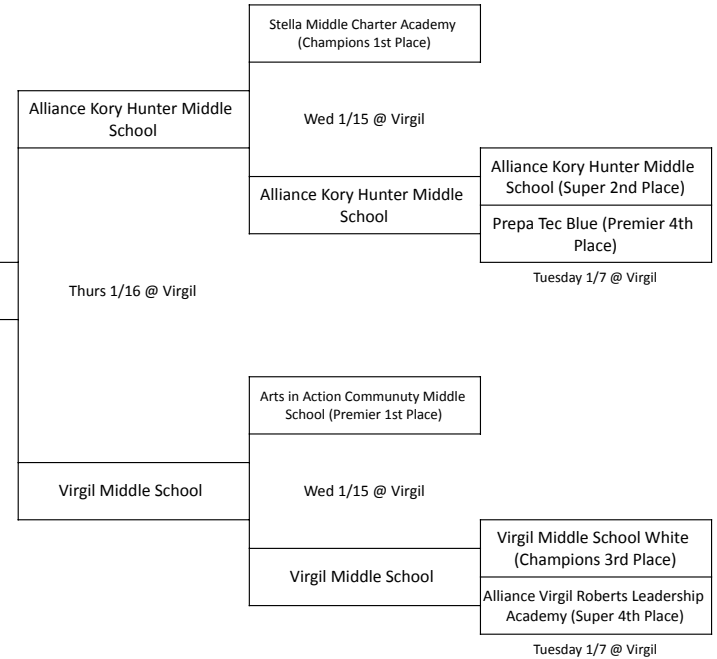 Stella Middle Charter Academy
(Champions 1st Place)
Alliance Kory Hunter Middle
School
Wed 1/15 @ Virgil
Alliance Kory Hunter Middle
School
Alliance Kory Hunter Middle
School (Super 2nd Place)
Prepa Tec Blue (Premier 4th
Place)
Tuesday 1/7 @ Virgil
Thurs 1/16 @ Virgil
Arts in Action Communuty Middle
School (Premier 1st Place)
Virgil Middle School
Wed 1/15 @ Virgil
Virgil Middle School
Virgil Middle School White
(Champions 3rd Place)
Alliance Virgil Roberts Leadership
Academy (Super 4th Place)
Tuesday 1/7 @ Virgil